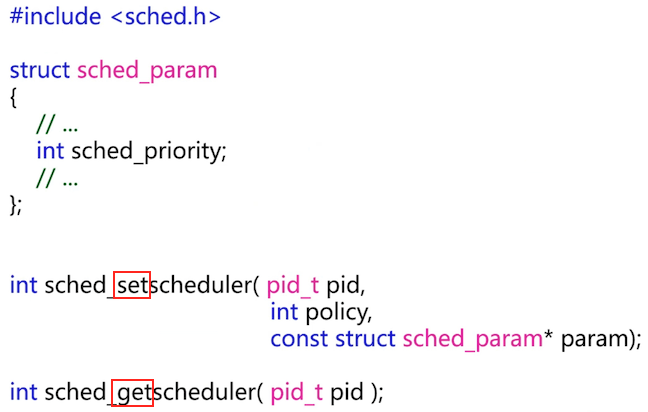 #include <sched.h>
struct sched_param
{
// ...
int sched_priority;
// ...
};
int sched_setscheduler( pid_t pid,
int policy,
const struct sched_param* param);
int sched_getscheduler( pid_t pid );